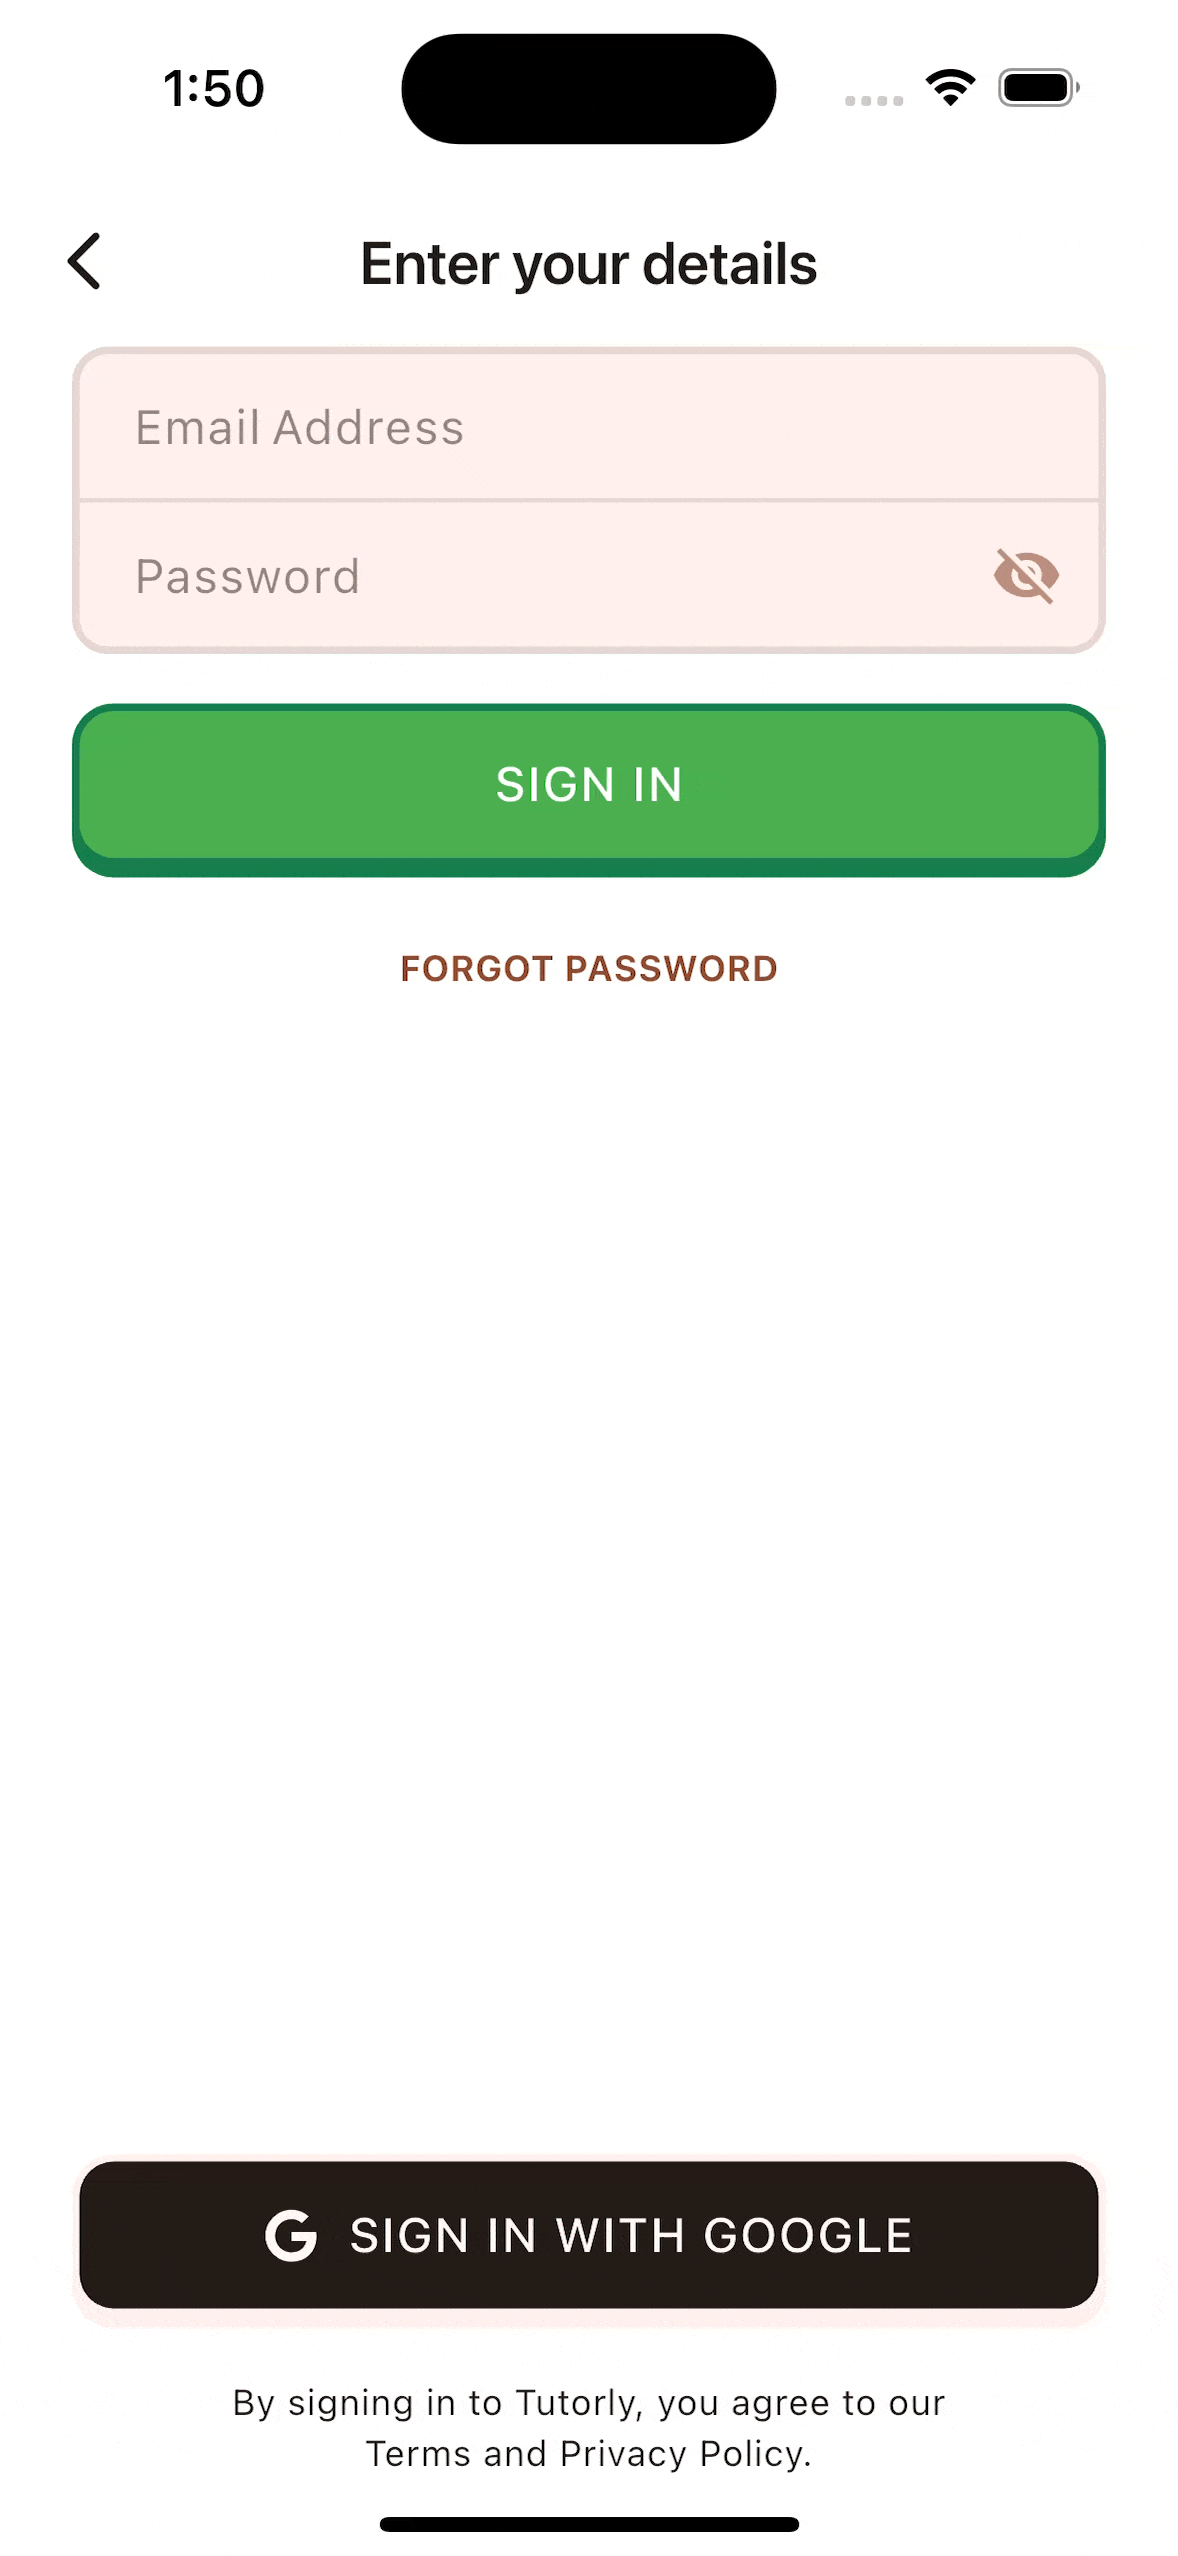 1:50
Enter your details
Email Address
Password
SIGN IN
FORGOT PASSWORD
SIGN IN WITH GOOGLE
By signing in to Tutorly, you agree to our
Terms and Privacy Policy.